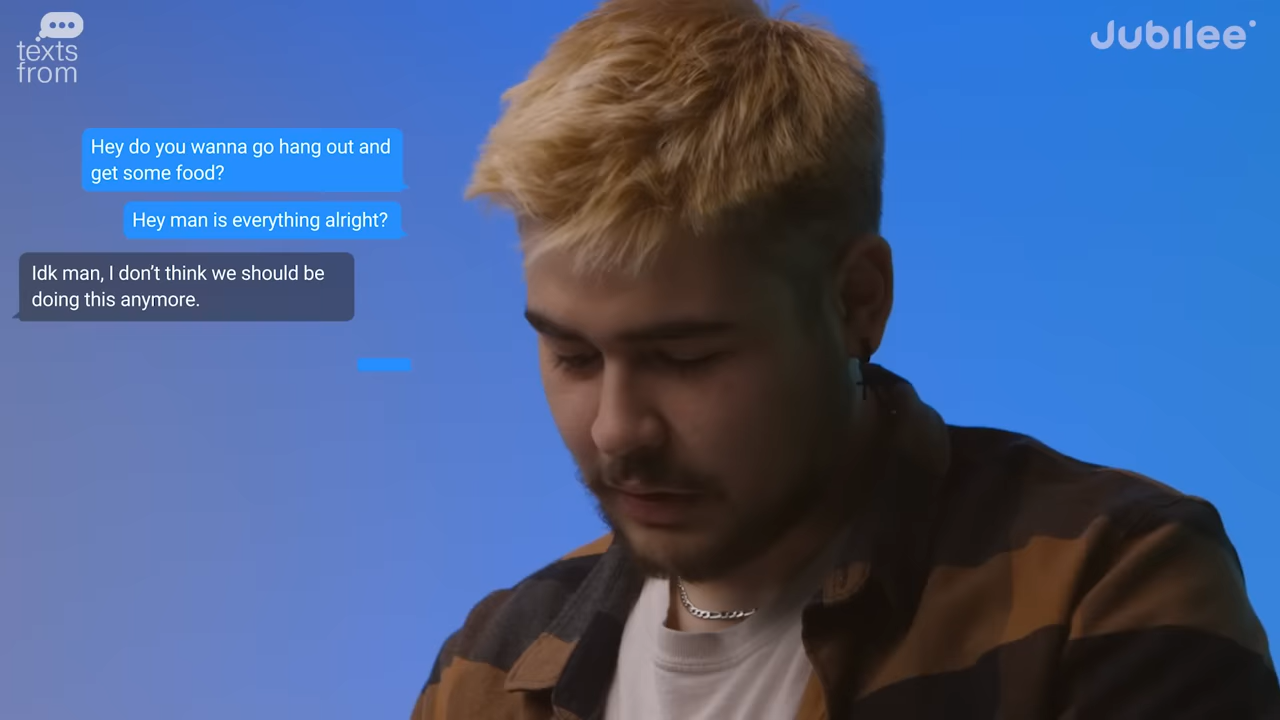 texts
from
Jubilee
Hey do you wanna go hang out and
get some food?
Hey man is everything alright?
Idk man, I don’t think we should be
doing this anymore.